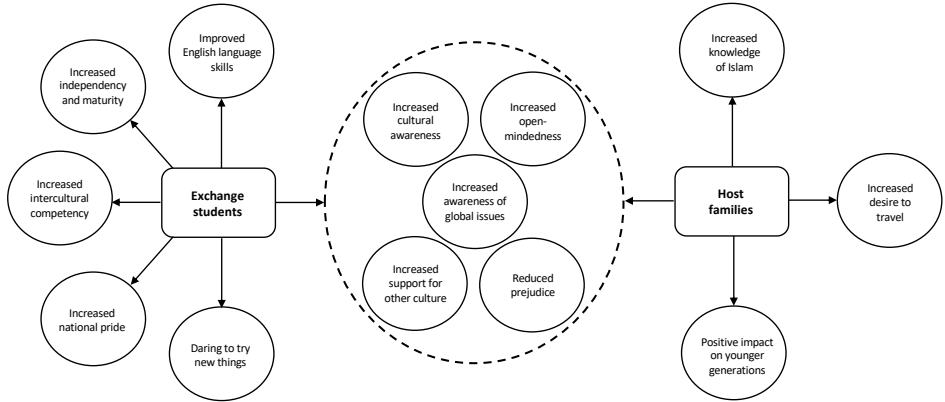 Improved
English language
skills
Increased
independency
and maturity
Increased
intercultural
competency
Exchange
students
Increased
national pride
Daring to try
new things
Increased
cultural
awareness
Increased
open-
mindedness
Increased
awareness of
global issues
Increased
support for
other culture
Reduced
prejudice
Increased
knowledge
of Islam
Host
families
Increased
desire to
travel
Positive impact
on younger
generations